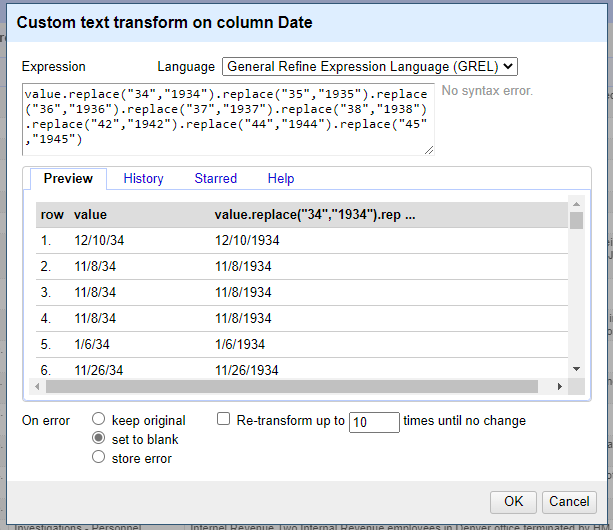 Custom text transform on column Date
Expression Language General Refine Expression Language (GREL)
value.replace("34","1934").replace("35","1935").replace
("36","1936").replace("37","1937").replace("38","1938")
.replace("42","1942").replace("44","1944").replace("45"
,"1945")
No syntax error.
Preview History Starred Help
row value value.replace("34","1934").rep ...
1. 12/10/34 12/10/1934
2. 11/8/34 11/8/1934
3. 11/8/34 11/8/1934
4. 11/8/34 11/8/1934
5. 1/6/34 1/6/1934
6. 11/26/34 11/26/1934
On error keep original Re-transform up to 10 times until no change
set to blank
store error
OK Cancel
Investigations - Personnel Internal Revenue Two Internal Revenue employees in Denver office terminated by HM